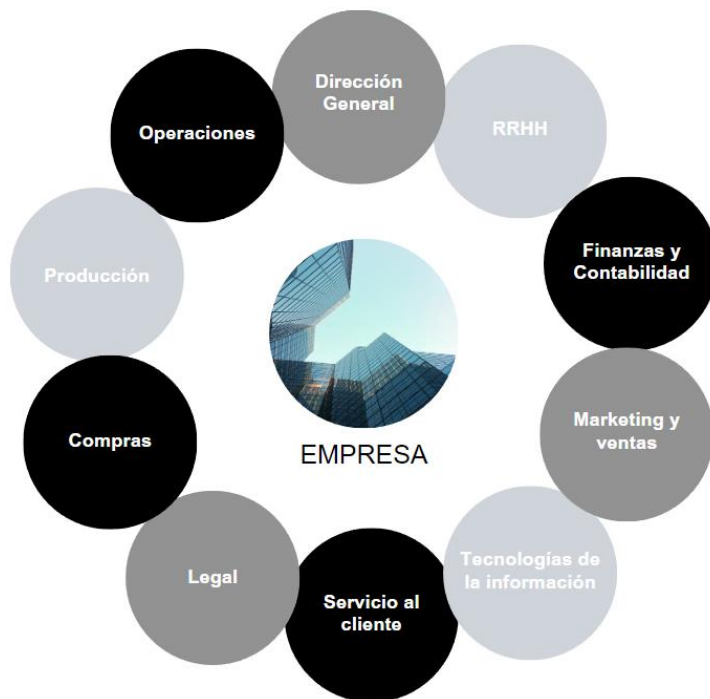 Dirección
General
RRHH
Finanzas y
Contabilidad
Marketing y
ventas
Tecnologías de
la información
Servicio al
cliente
Legal
Compras
Producción
Operaciones
EMPRESA